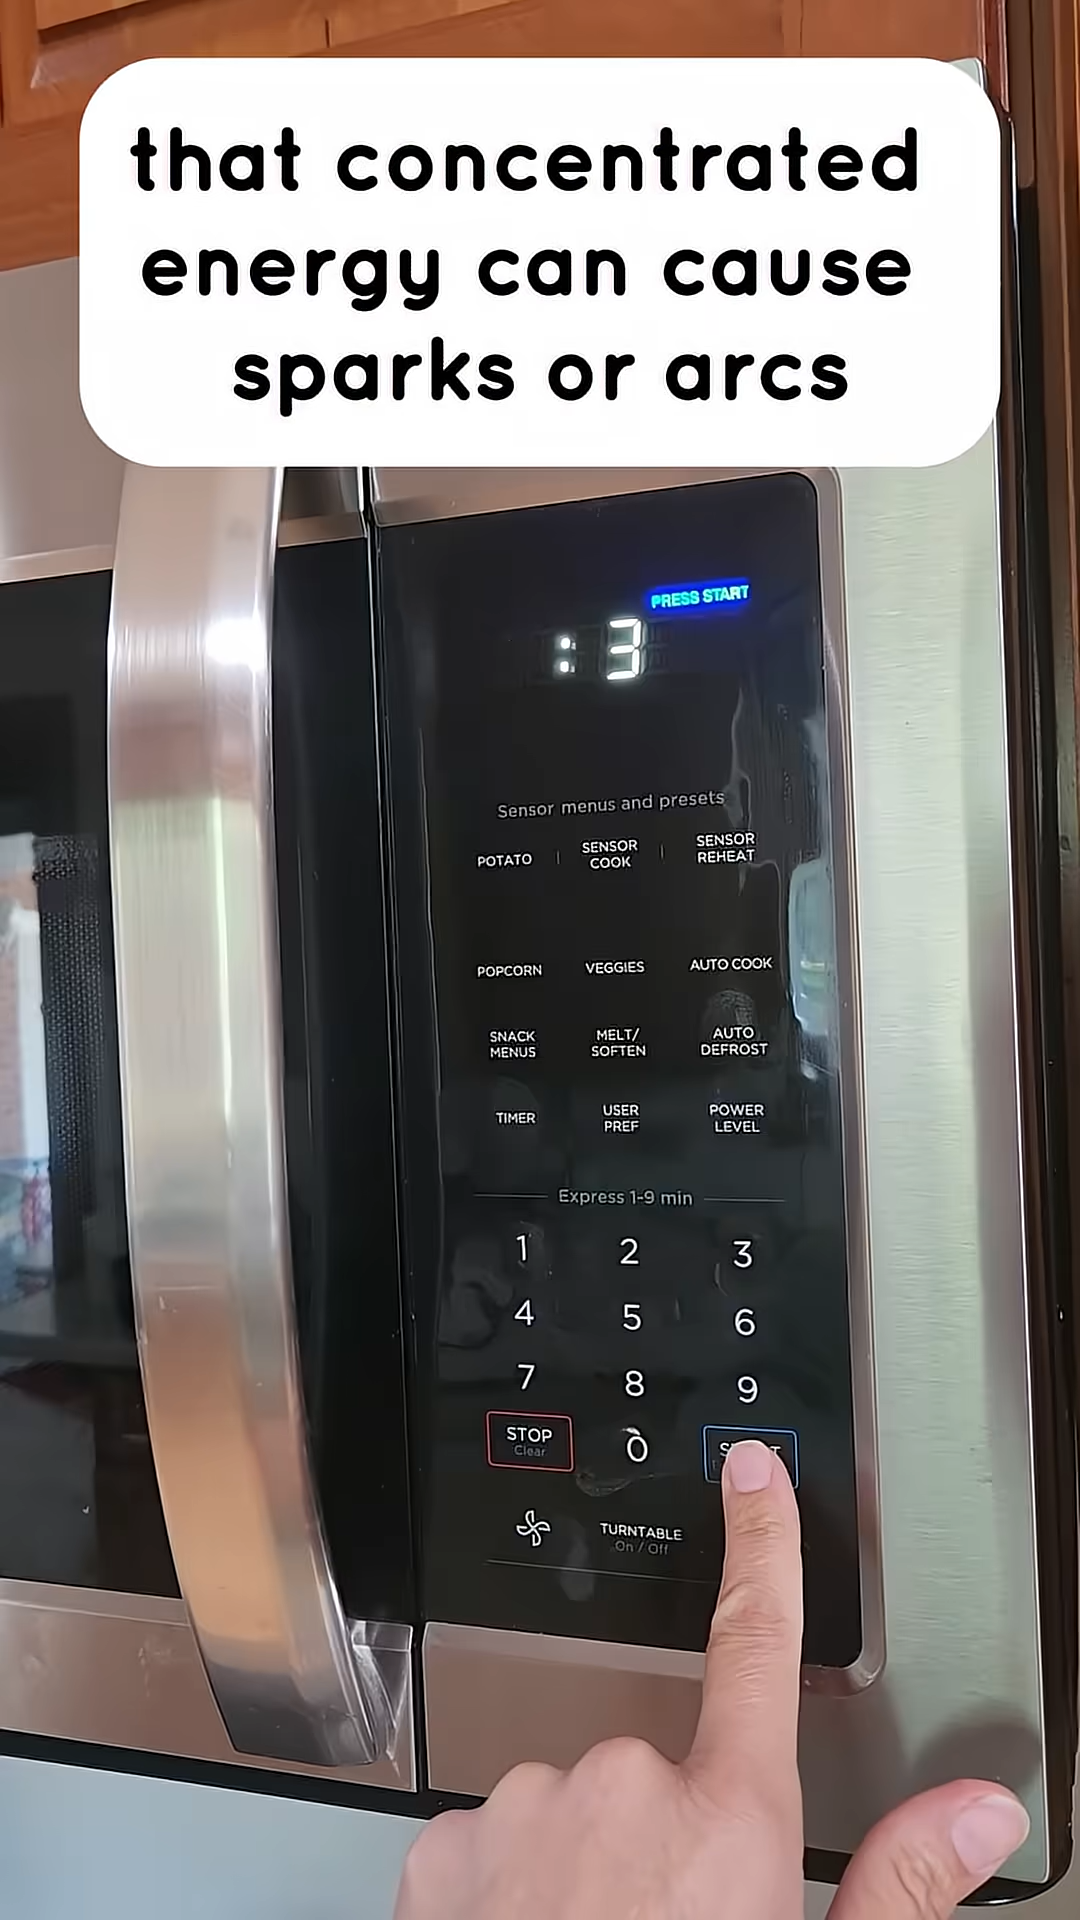 that concentrated
energy can cause
sparks or arcs
PRESS START
:3
Sensor menus and presets
POTATO | SENSOR COOK | SENSOR REHEAT
POPCORN VEGGIES AUTO COOK
SNACK MENUS MELT/ SOFTEN AUTO DEFROST
TIMER USER PREF POWER LEVEL
Express 1-9 min
1 2 3
4 5 6
7 8 9
STOP 0
Clear
TURNTABLE
On / Off